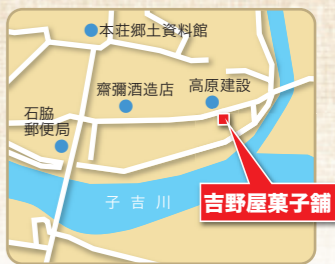 本荘郷土資料館
齋彌酒造店
高原建設
石脇
郵便局
子吉川
吉野屋菓子舗